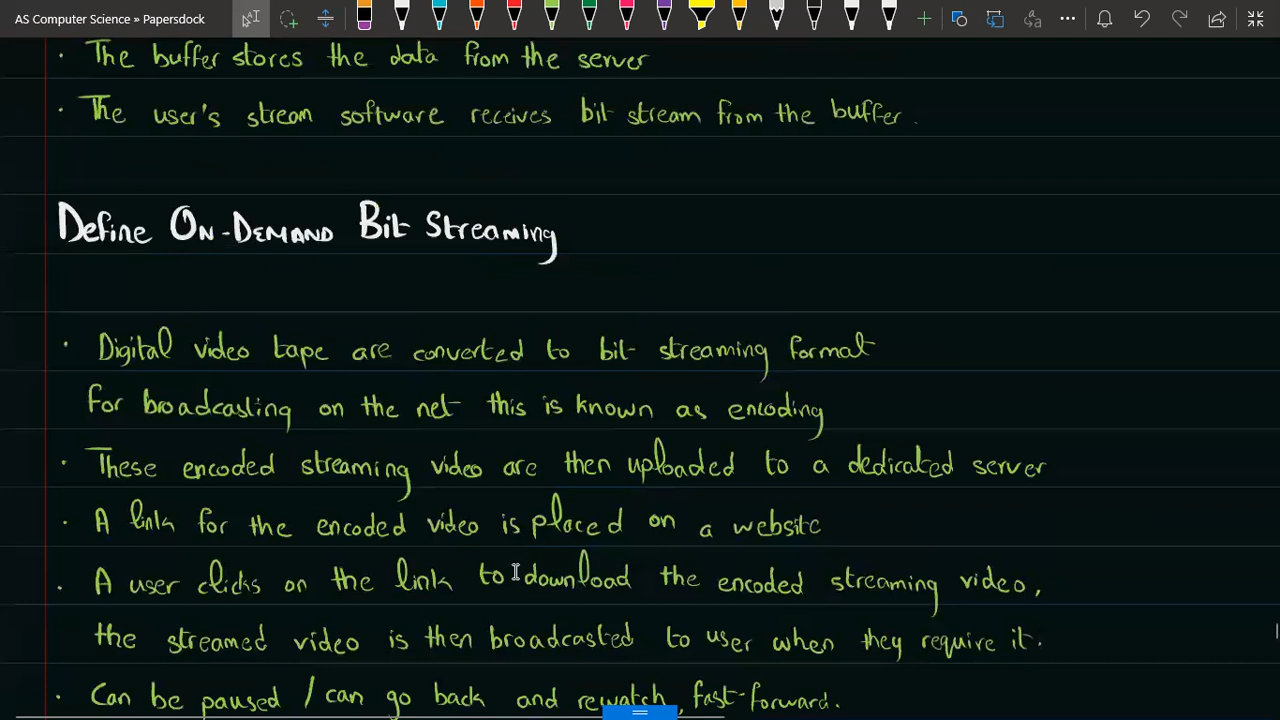 AS Computer Science » Papersdock
· The buffer stores the data from the server
· The user's stream software receives bit stream from the buffer.
Define On-Demand Bit Streaming
· Digital video tape are converted to bit streaming format
for broadcasting on the net this is known as encoding
· These encoded streaming video are then uploaded to a dedicated server
· A link for the encoded video is placed on a website
. A user clicks on the link to download the encoded streaming video,
the streamed video is then broadcasted to user when they require it.
· Can be paused / can go back and rewatch, fast-forward.